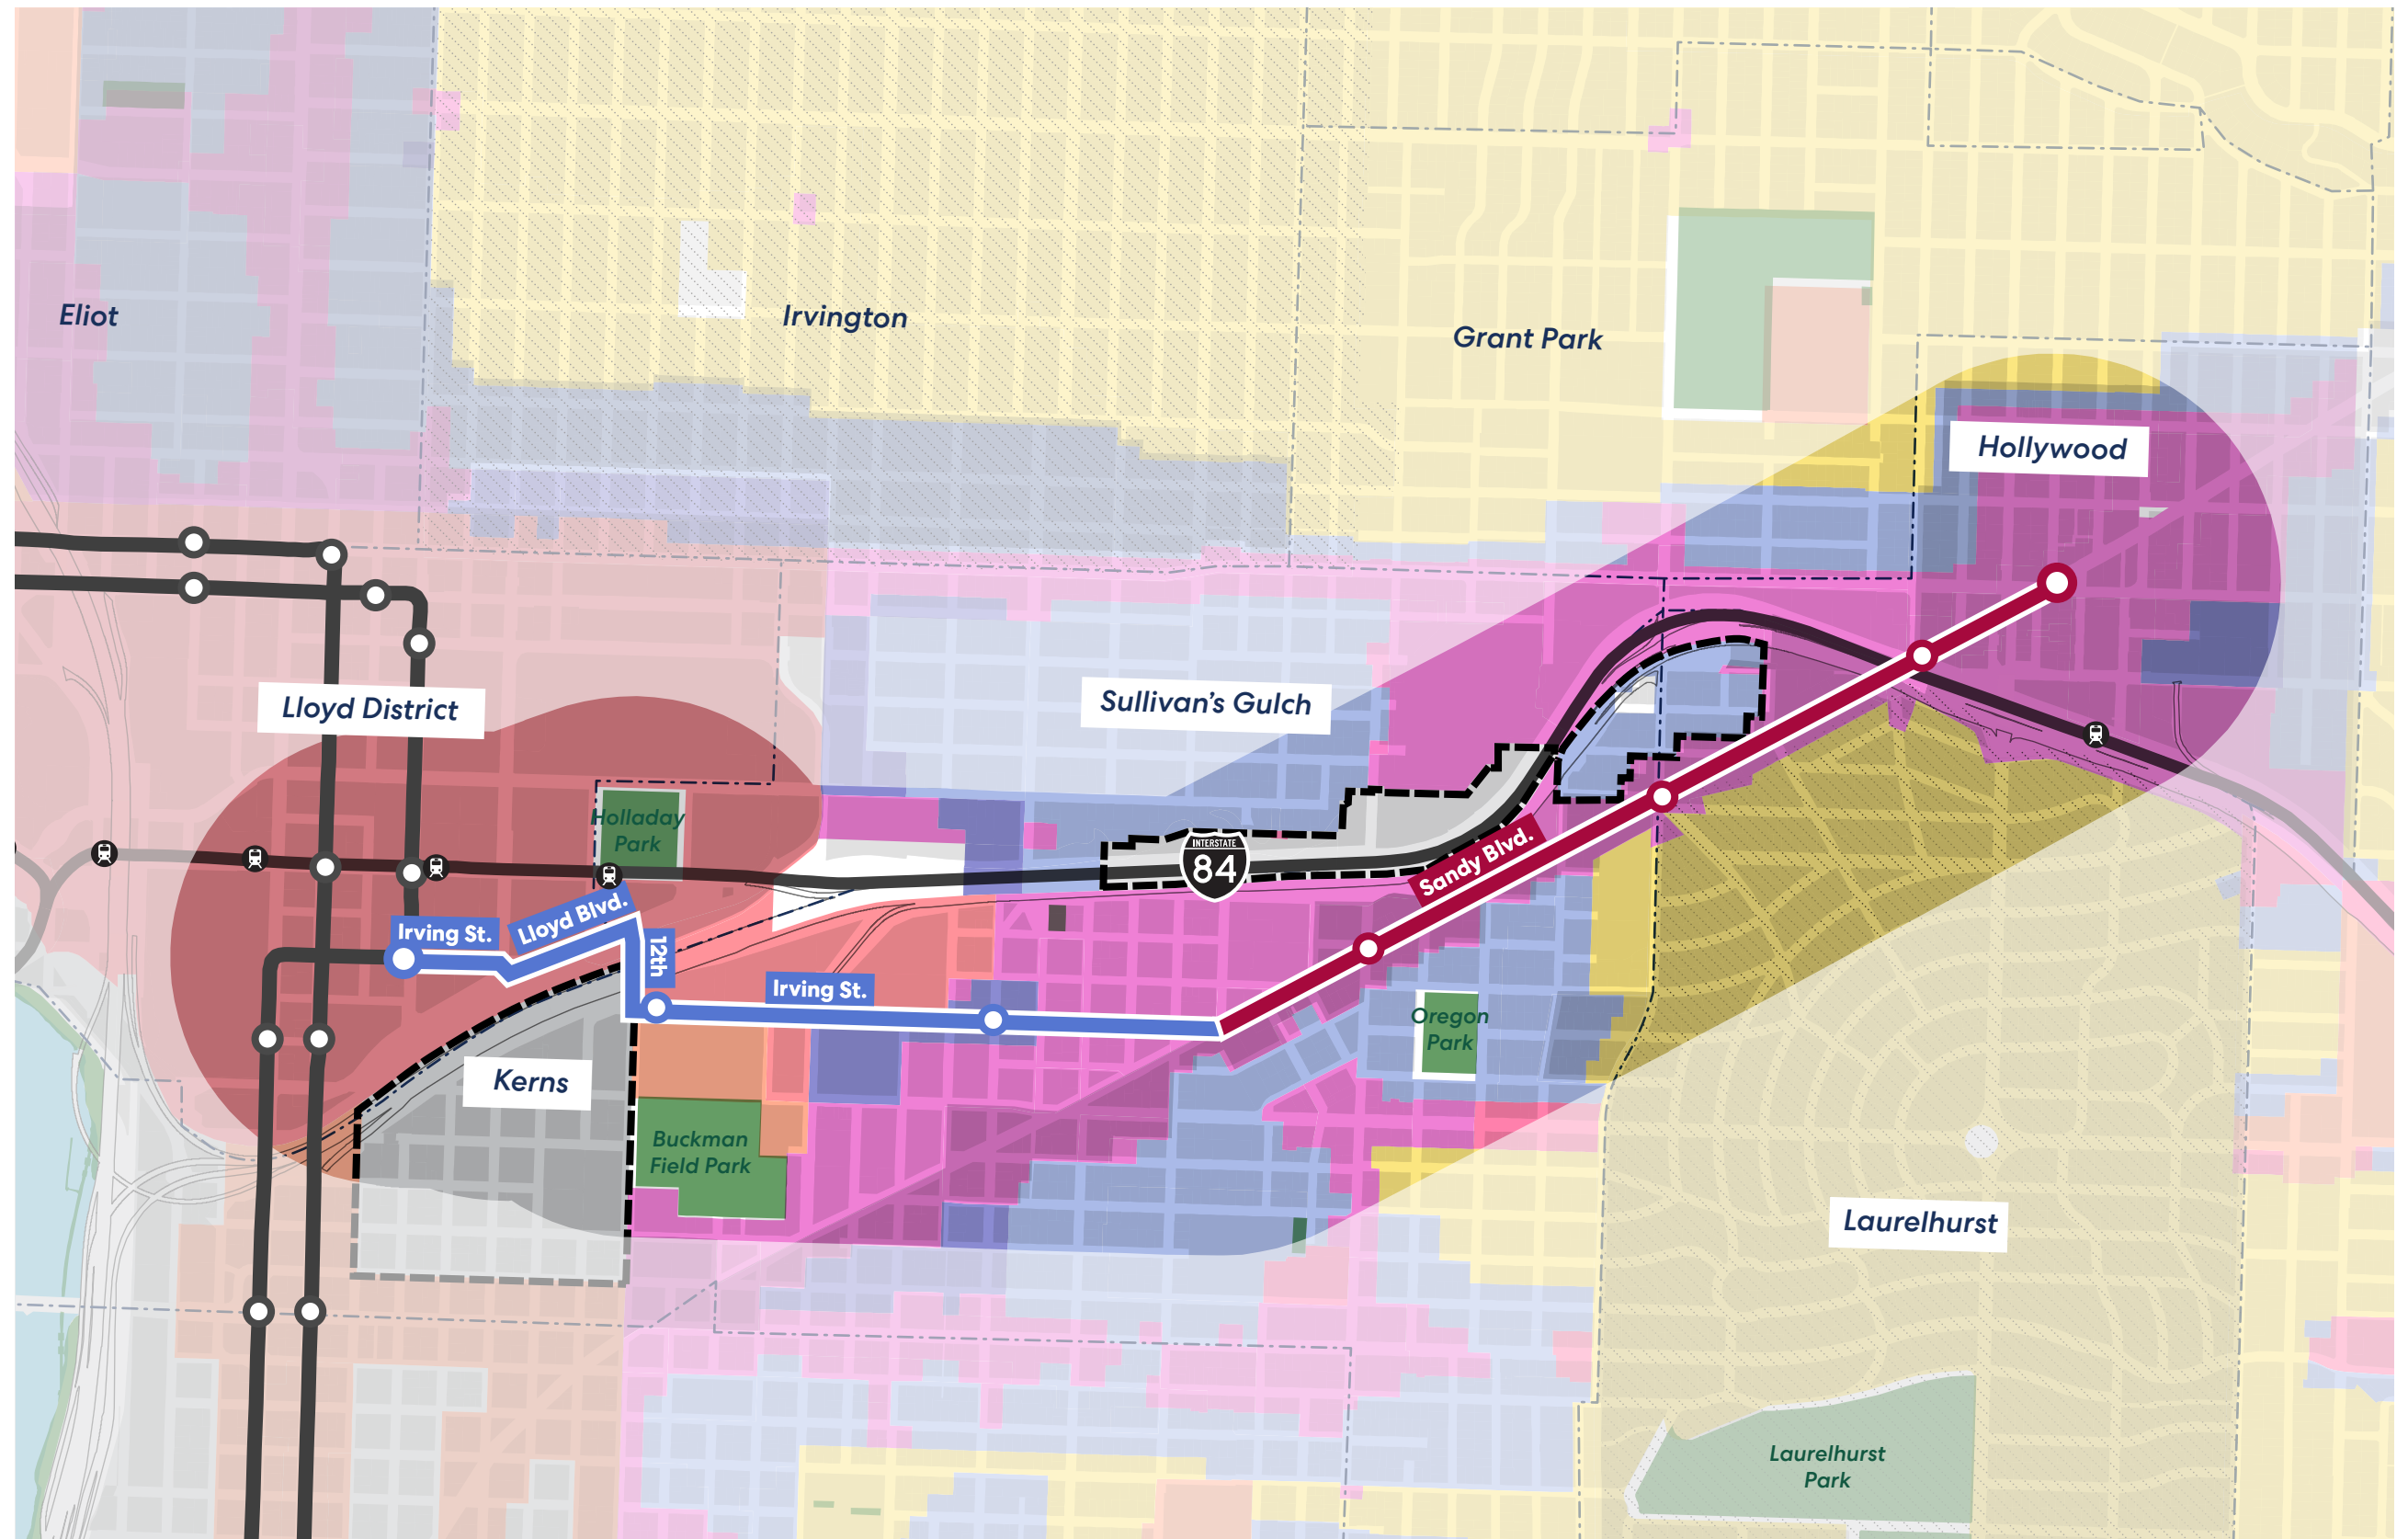 Eliot
Irvington
Grant Park
Hollywood
Lloyd District
Sullivan's Gulch
Holladay
Park
INTERSTATE
84
Sandy Blvd.
Irving St.
Lloyd Blvd.
12th
Irving St.
Oregon
Park
Kerns
Buckman
Field Park
Laurelhurst
Laurelhurst
Park